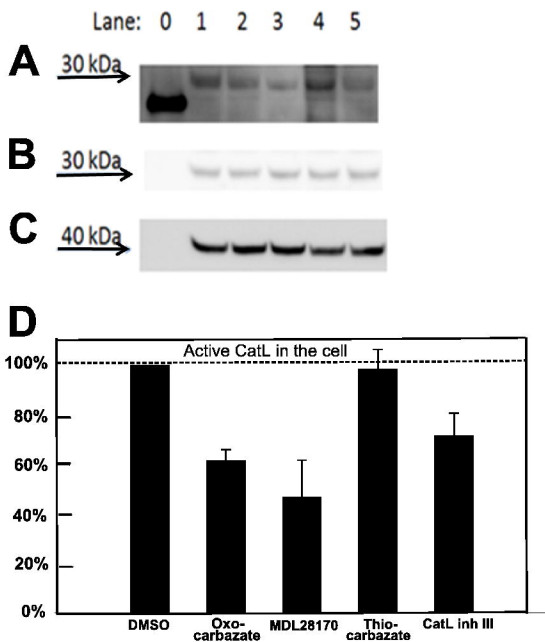 Lane: 0 1 2 3 4 5
A
30 kDa
B
30 kDa
C
40 kDa
D
Active CatL in the cell
100%
80%
60%
40%
20%
0%
DMSO
Oxo-
carbazate
MDL28170
Thio-
carbazate
CatL inh III